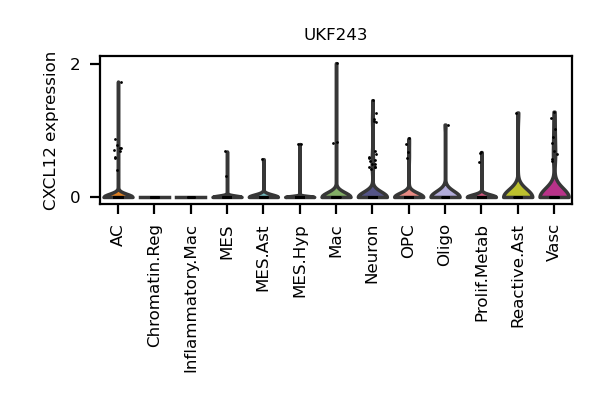 UKF243
CXCL12 expression
2
0
AC
Chromatin.Reg
Inflammatory.Mac
MES
MES.Ast
MES.Hyp
Mac
Neuron
OPC
Oligo
Prolif.Metab
Reactive.Ast
Vasc